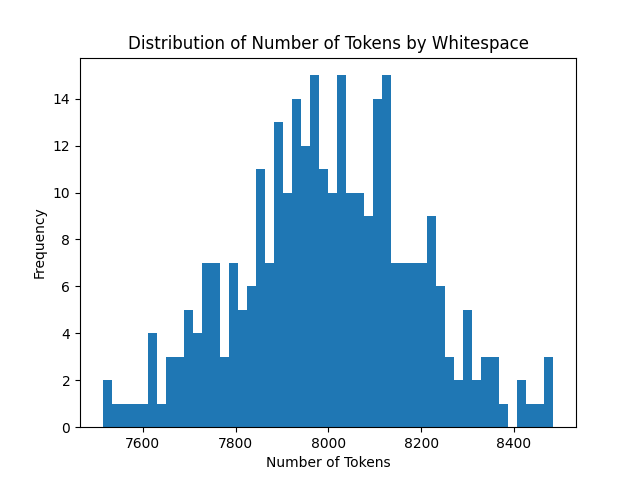 Distribution of Number of Tokens by Whitespace
14
12
10
8
6
4
2
0
Frequency
7600 7800 8000 8200 8400
Number of Tokens